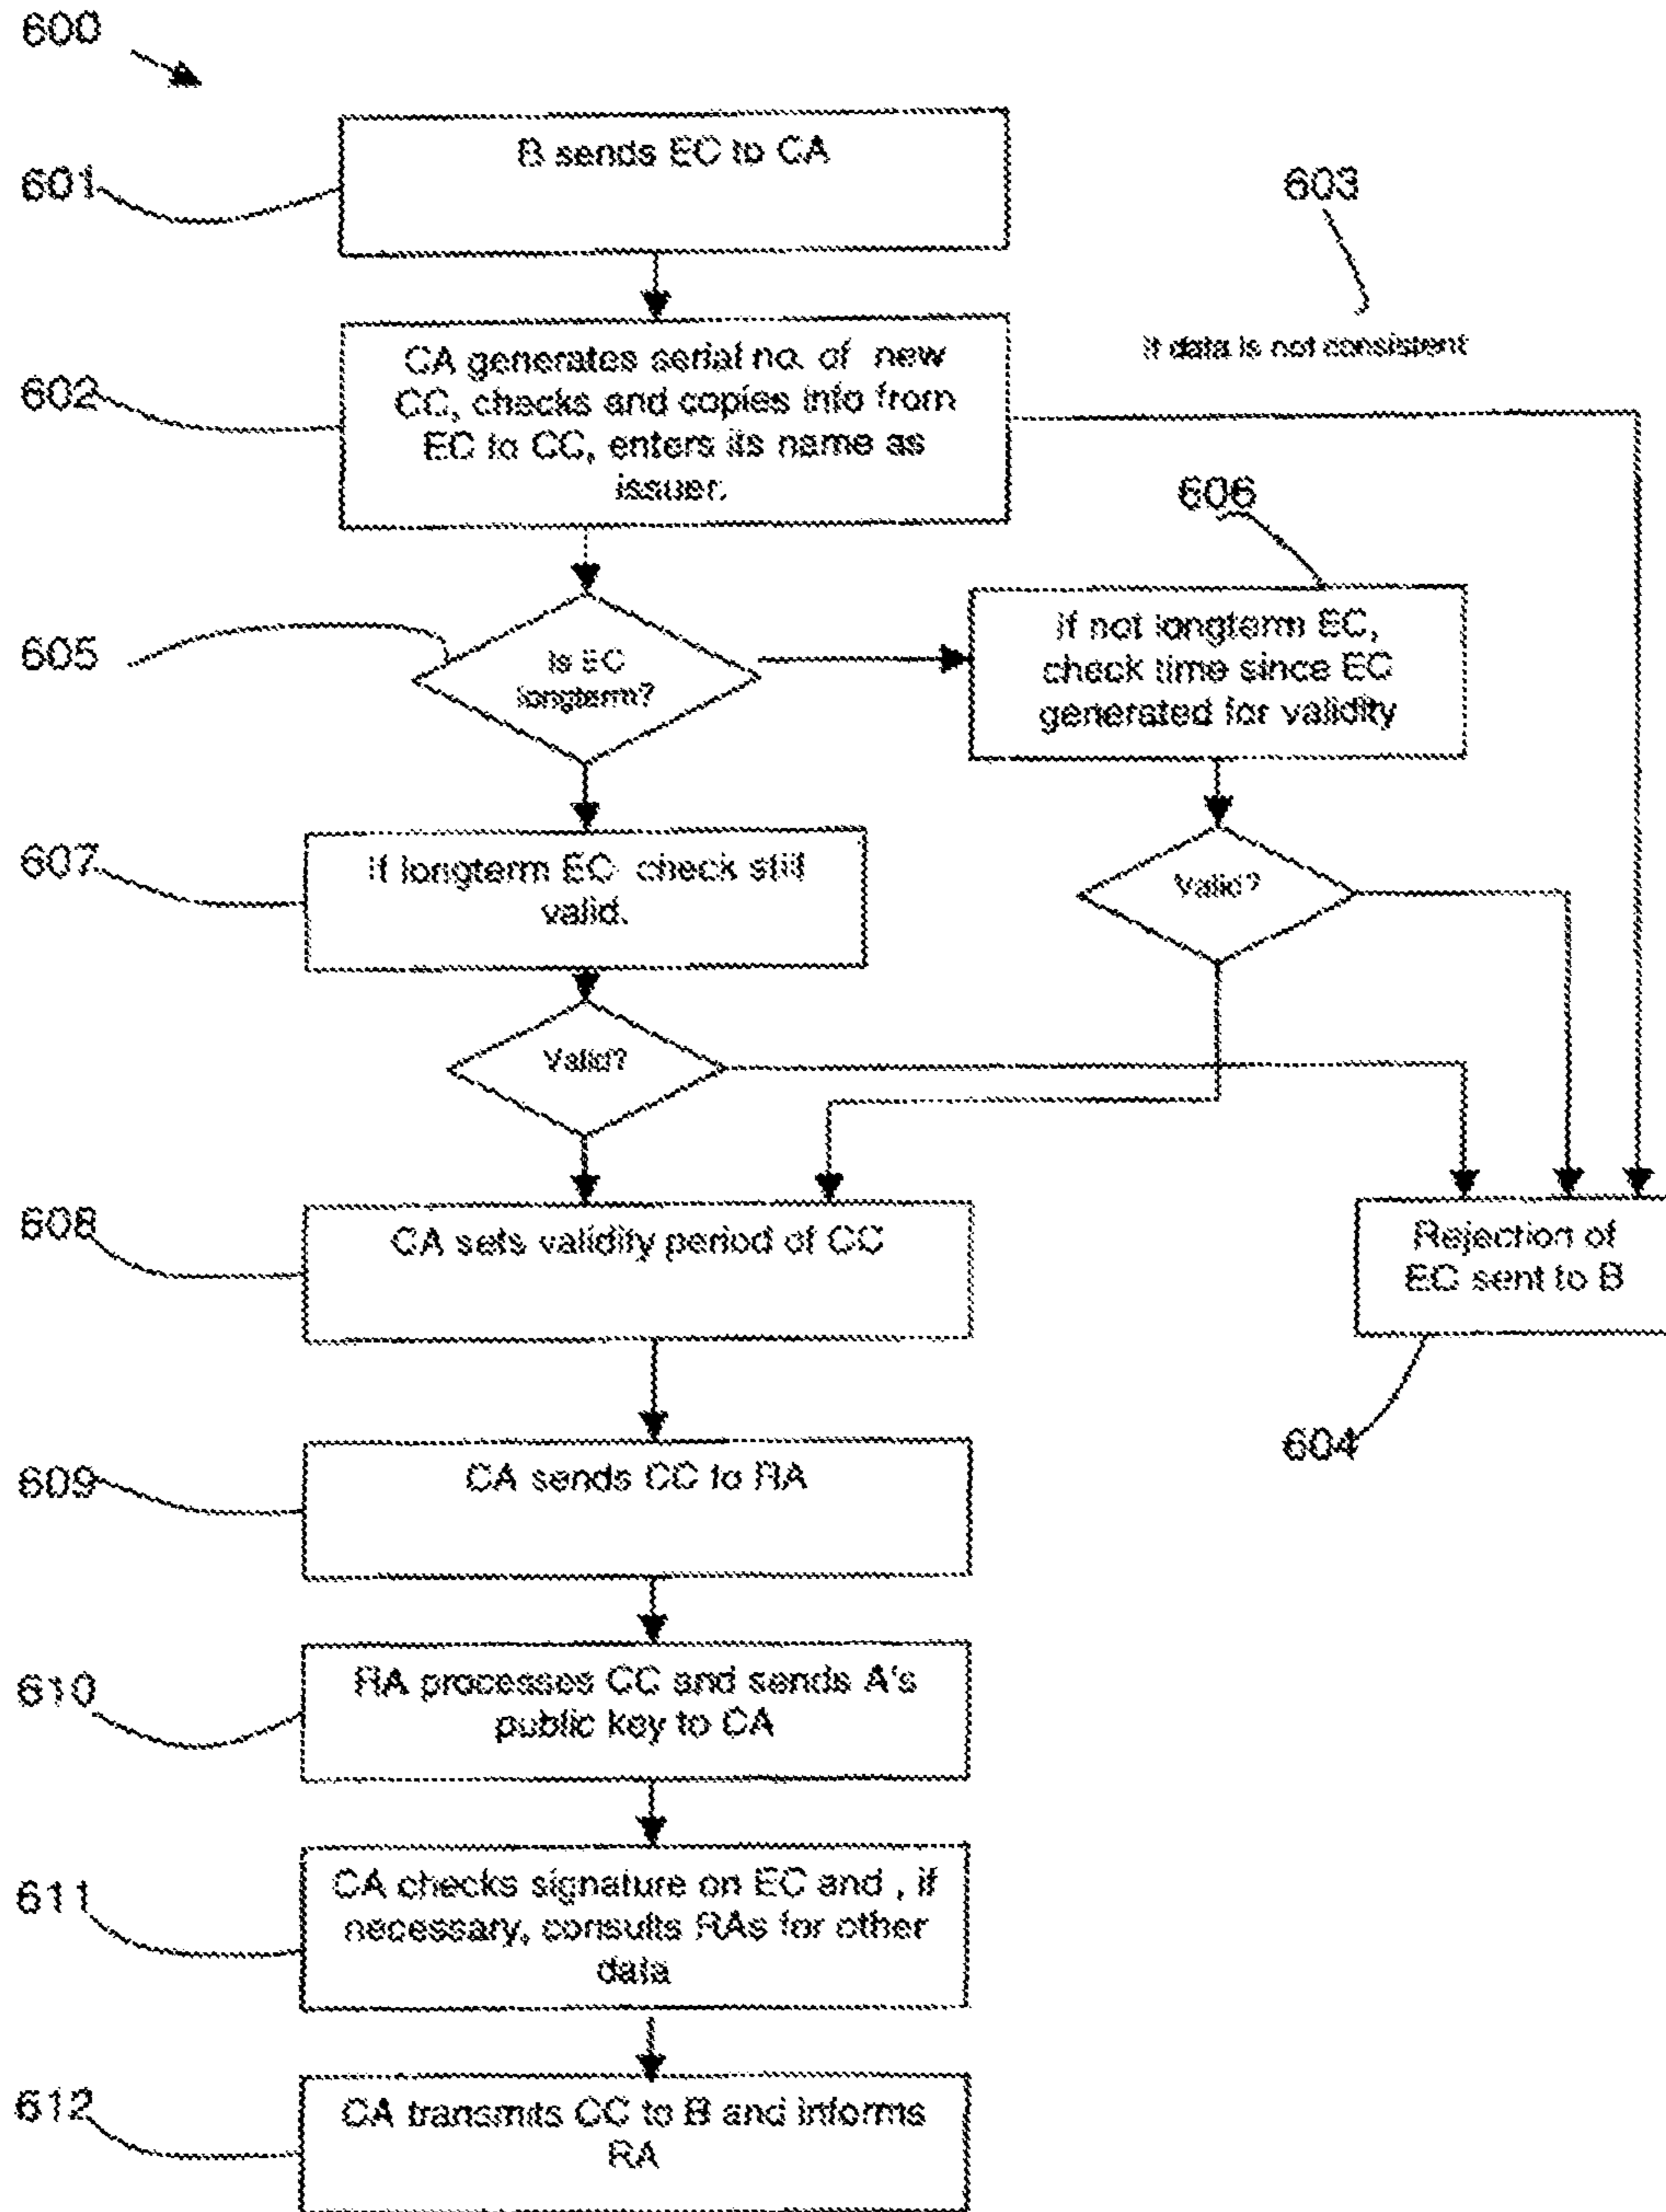 600
601
B sends EC to CA
603
If data is not consistent
602
CA generates serial no. of new
CC, checks and copies info from
EC to CC, enters its name as
issuer.
606
605
Is EC
longterm?
If not longterm EC,
check time since EC
generated for validity
607
If longterm EC check still
valid.
Valid?
Valid?
608
CA sets validity period of CC
Rejection of
EC sent to B
604
609
CA sends CC to RA
610
RA processes CC and sends A's
public key to CA
611
CA checks signature on EC and , if
necessary, consults RAs for other
data
612
CA transmits CC to B and informs
RA